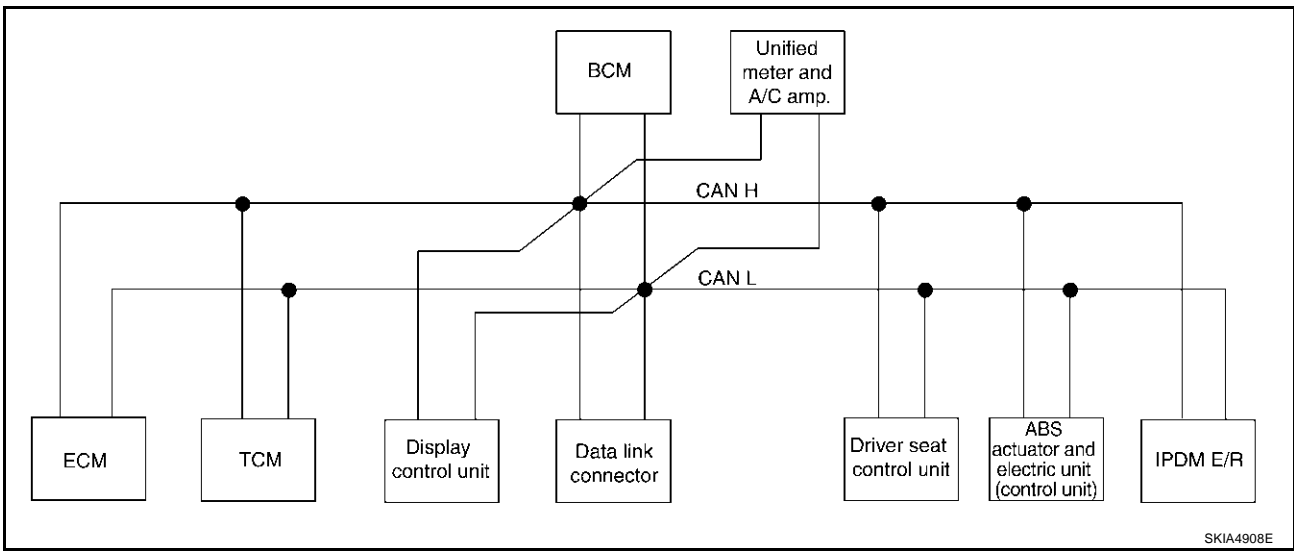 BCM
Unified
meter and
A/C amp.
CAN H
CAN L
ECM
TCM
Display
control unit
Data link
connector
Driver seat
control unit
ABS
actuator and
electric unit
(control unit)
IPDM E/R
SKIA4908E